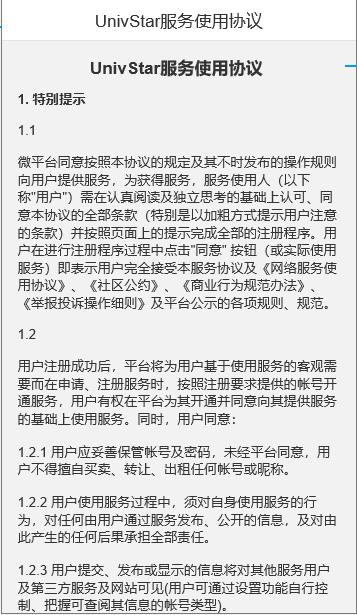 UnivStar服务使用协议
UnivStar服务使用协议
1. 特别提示
1.1
微平台同意按照本协议的规定及其不时发布的操作规则
向用户提供服务，为获得服务，服务使用人（以下
称"用户"）需在认真阅读及独立思考的基础上认可、同
意本协议的全部条款（特别是以加粗方式提示用户注意
的条款）并按照页面上的提示完成全部的注册程序。用
户在进行注册程序过程中点击"同意" 按钮（或实际使用
服务）即表示用户完全接受本服务协议及《网络服务使
用协议》、《社区公约》、《商业行为规范办法》、
《举报投诉操作细则》及平台公示的各项规则、规范。
1.2
用户注册成功后，平台将为用户基于使用服务的客观需
要而在申请、注册服务时，按照注册要求提供的帐号开
通服务，用户有权在平台为其开通并同意向其提供服务
的基础上使用服务。同时，用户同意：
1.2.1 用户应妥善保管帐号及密码，未经平台同意，用
户不得擅自买卖、转让、出租任何帐号或昵称。
1.2.2 用户使用服务过程中，须对自身使用服务的行
为，对任何由用户通过服务发布、公开的信息，及对由
此产生的任何后果承担全部责任。
1.2.3 用户提交、发布或显示的信息将对其他服务用户
及第三方服务及网站可见(用户可通过设置功能自行控
制、把握可查阅其信息的帐号类型)。